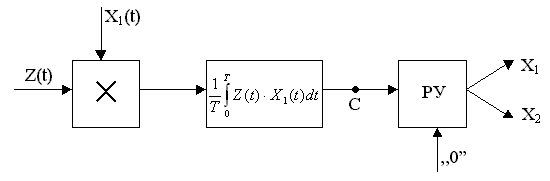 X₁(t)
Z(t)
×
1/T ∫₀ᵀ Z(t) · X₁(t)dt
C
РУ
X₁
X₂
,,0”